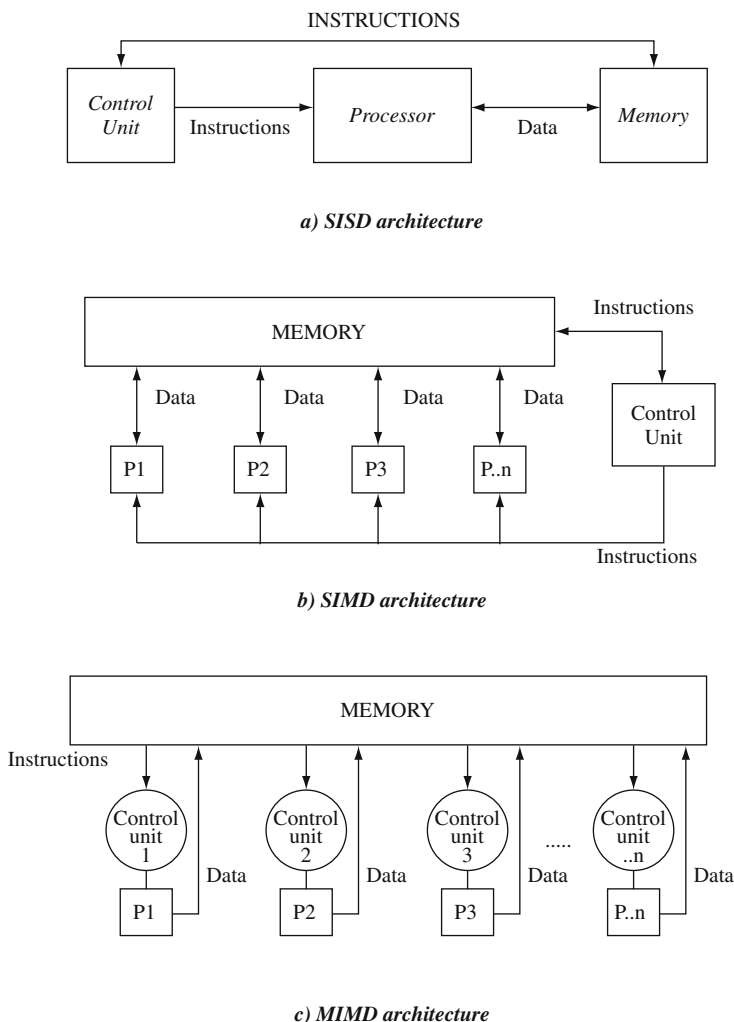 INSTRUCTIONS
Control
Unit
Instructions
Processor
Data
Memory
a) SISD architecture
MEMORY
Instructions
Data
Data
Data
Data
Control
Unit
P1
P2
P3
P..n
Instructions
b) SIMD architecture
MEMORY
Instructions
Control
unit
1
Control
unit
2
Control
unit
3
.....
Control
unit
..n
Data
Data
Data
Data
P1
P2
P3
P..n
c) MIMD architecture